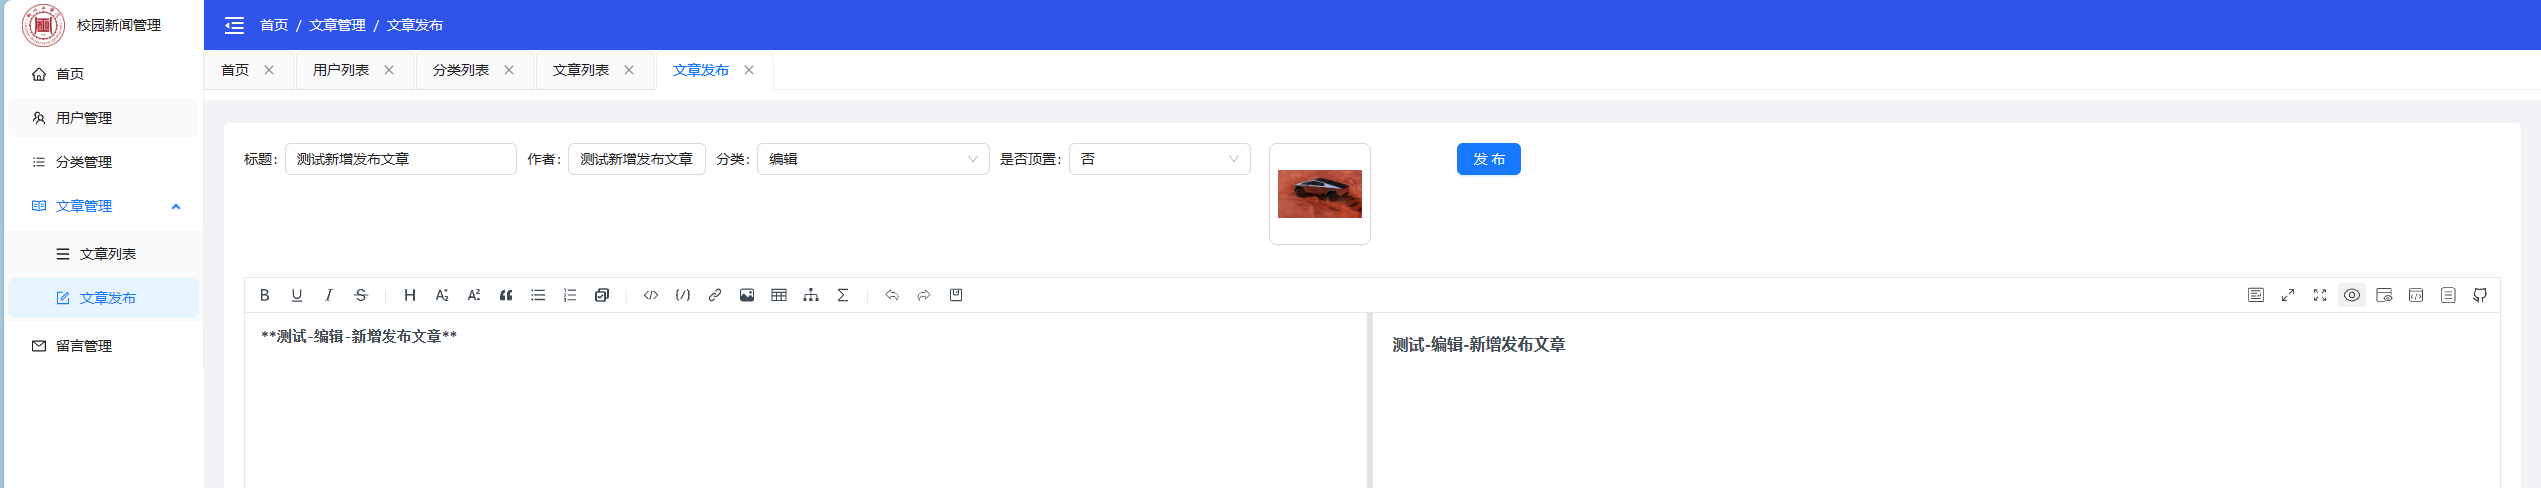 校园新闻管理
首页 / 文章管理 / 文章发布
首页 用户列表 分类列表 文章列表 文章发布
首页
用户管理
分类管理
文章管理
文章列表
文章发布
留言管理
标题: 测试新增发布文章 作者: 测试新增发布文章 分类: 编辑 是否顶置: 否 发 布
**测试-编辑-新增发布文章**
测试-编辑-新增发布文章